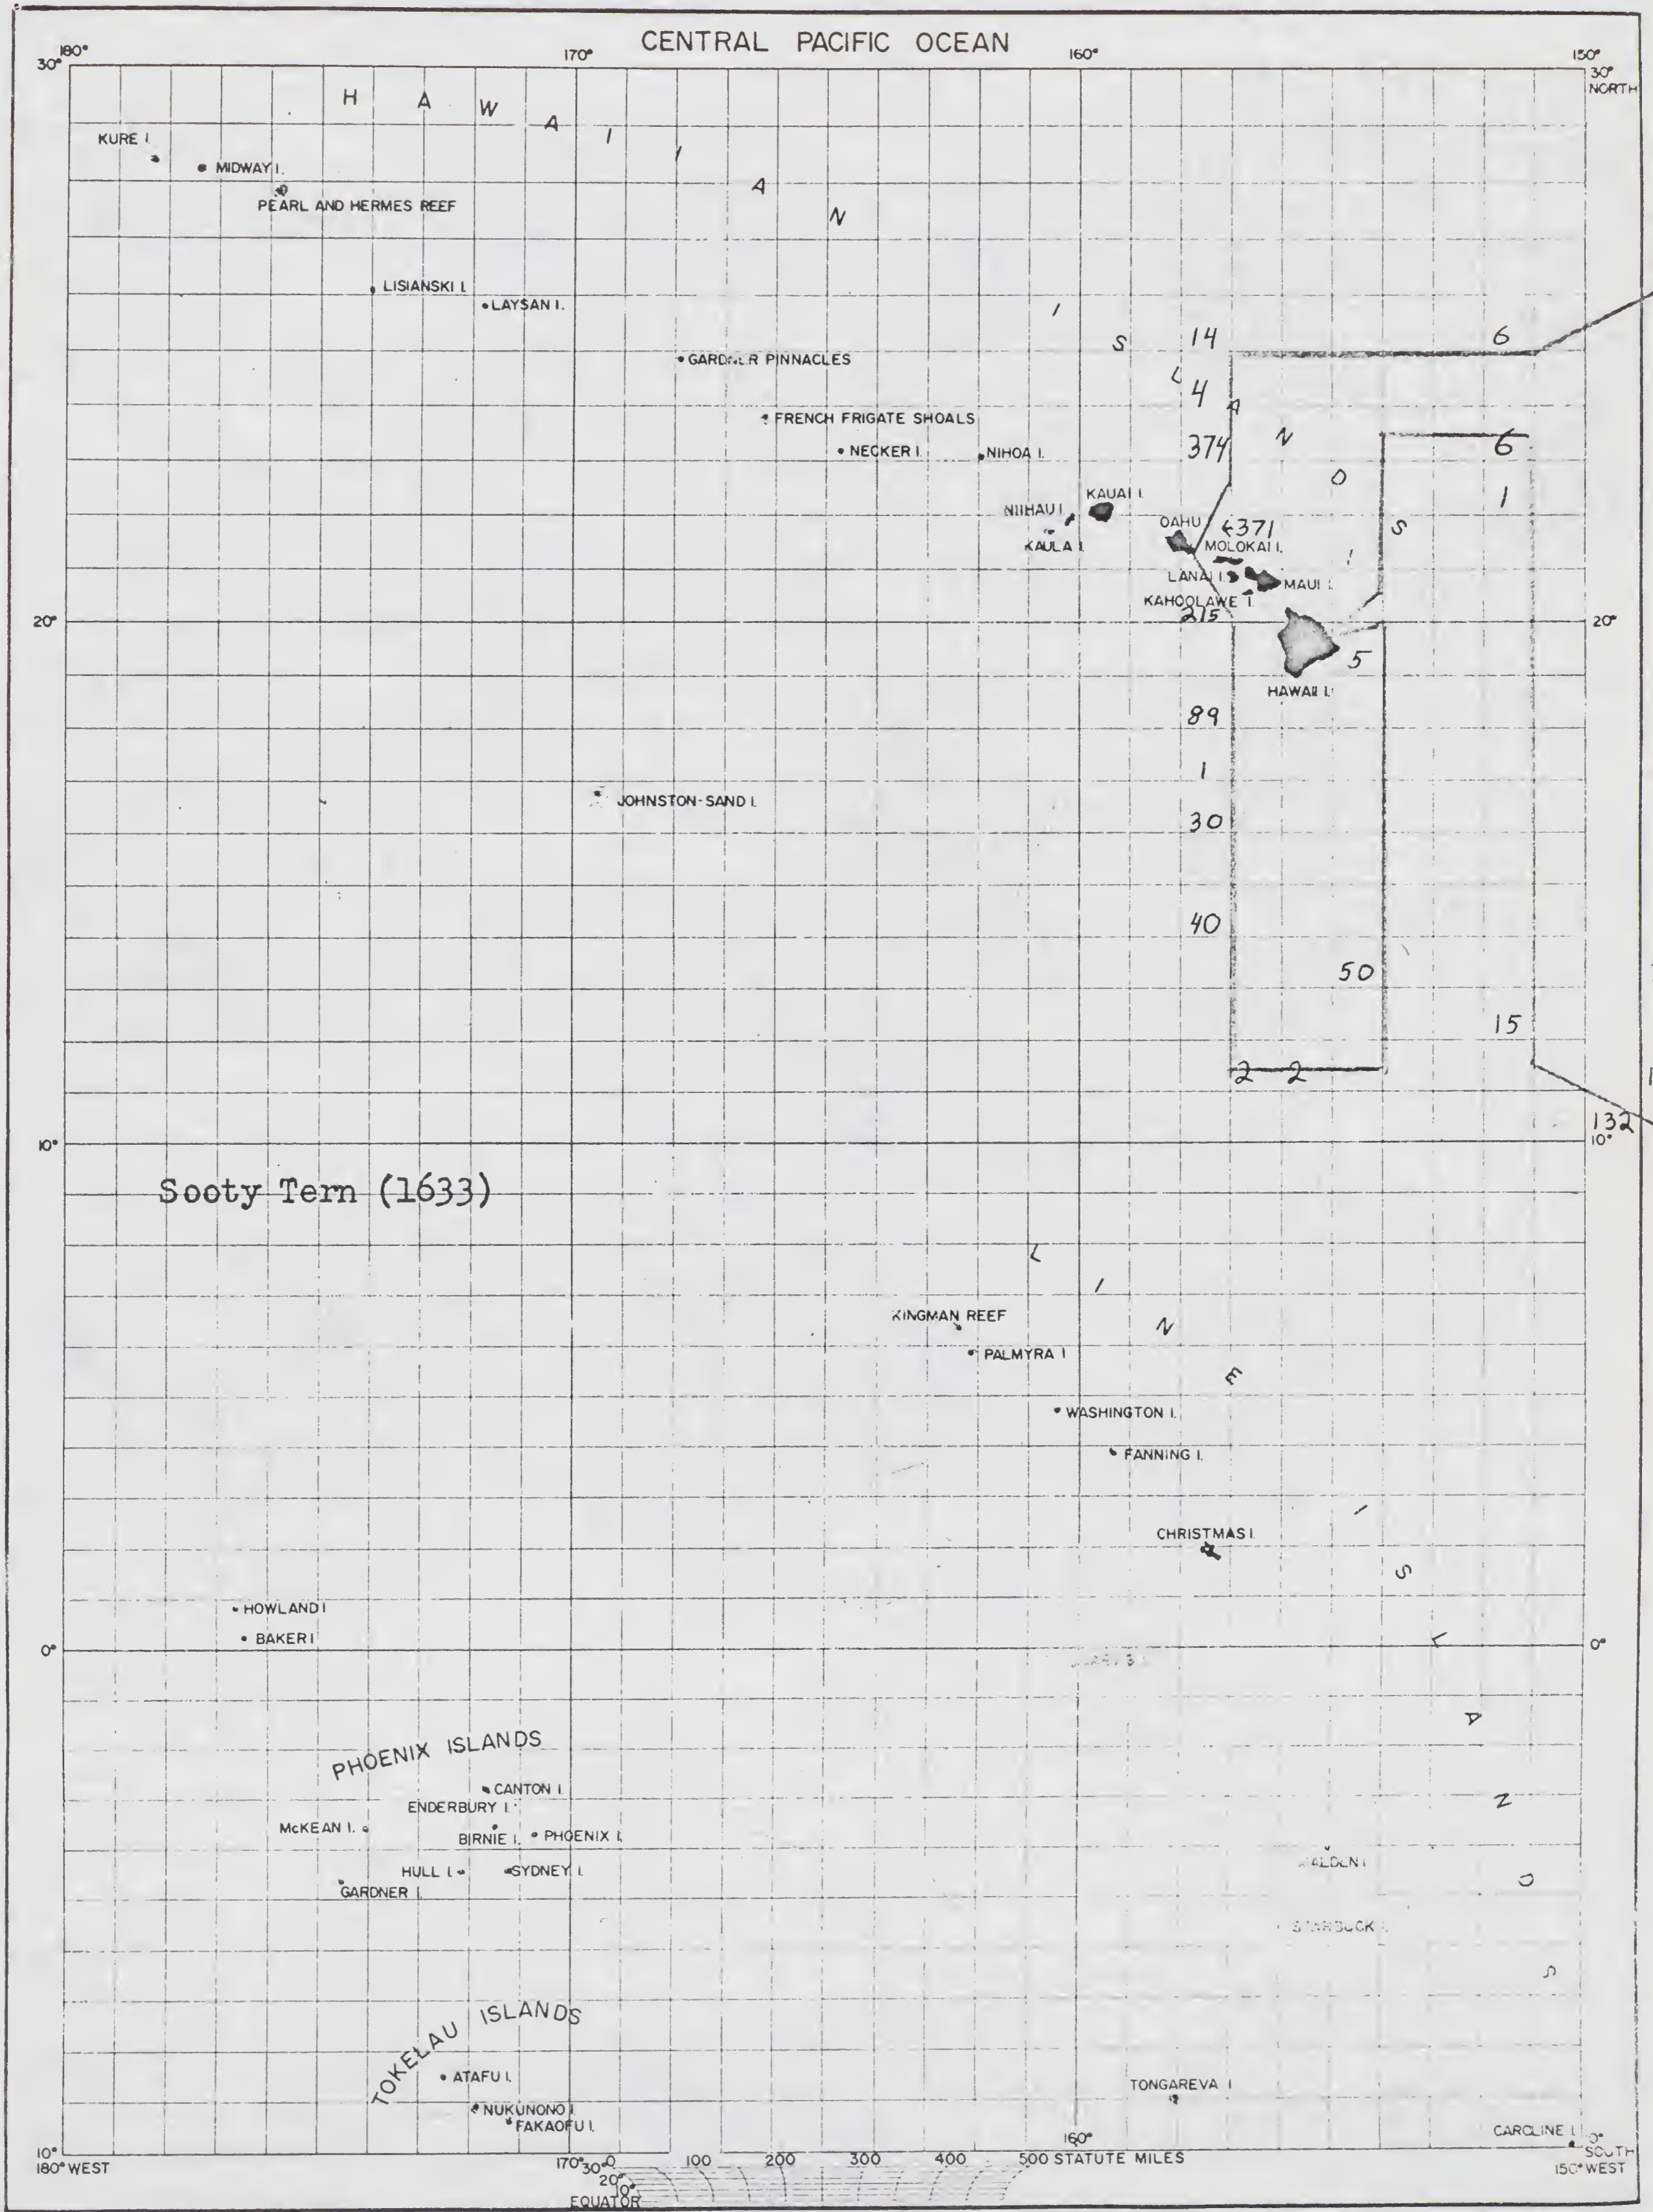 CENTRAL PACIFIC OCEAN
180° 170° 160° 150°
30° 30°
NORTH
H A W A I I A N I S L A N D S
KURE I.
MIDWAY I.
PEARL AND HERMES REEF
LISIANSKI I.
LAYSAN I.
14 6
GARDNER PINNACLES
4
FRENCH FRIGATE SHOALS
374 6
NECKER I. NIHOA I.
1
KAUAI I.
NIIHAU I.
OAHU 371
KAULA I. MOLOKAI I.
LANAI I. MAUI I.
KAHOOLAWE I.
215
20° 20°
5
HAWAII I.
89
1
JOHNSTON-SAND I.
30
40
50
15
2 2
132
10° 10°
Sooty Tern (1633)
L I N E I S L A N D S
KINGMAN REEF
PALMYRA I
WASHINGTON I.
FANNING I.
CHRISTMAS I.
HOWLAND I
BAKER I
0° 0°
PHOENIX ISLANDS
CANTON I.
ENDERBURY I.
McKEAN I.
BIRNIE I. PHOENIX I.
HULL I. SYDNEY I.
GARDNER I.
STARBUCK
TOKELAU ISLANDS
ATAFU I.
NUKUNONO I.
FAKAOFU I.
TONGAREVA I
CAROLINE I.
10° 160°
SOUTH
180° WEST 170° 150° WEST
30° 0 100 200 300 400 500 STATUTE MILES
20°
10°
EQUATOR